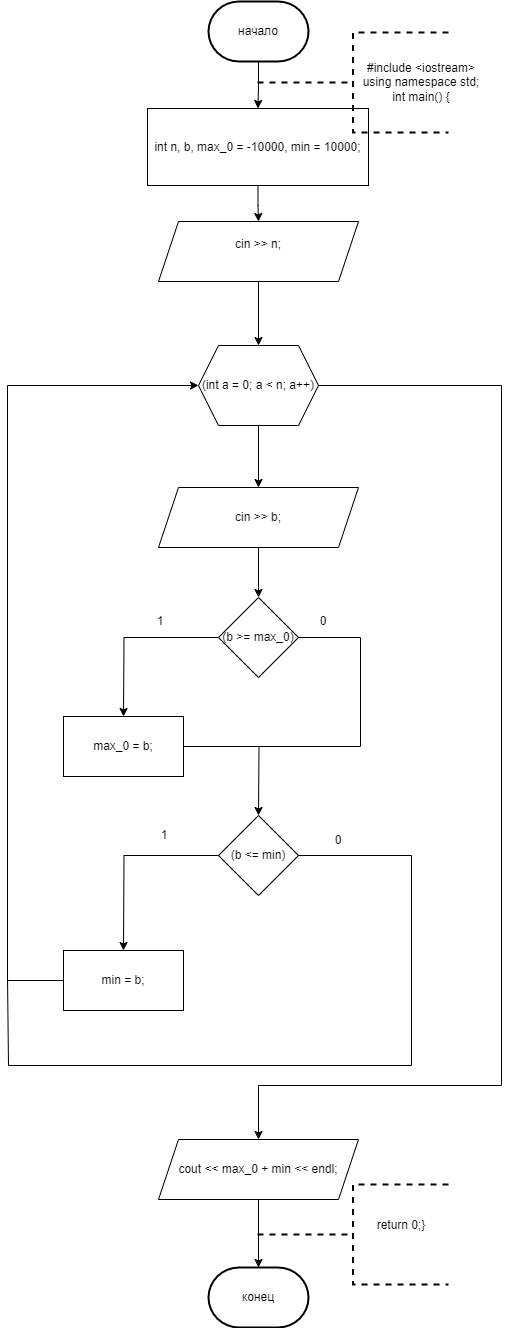 начало
#include <iostream>
using namespace std;
int main() {
int n, b, max_0 = -10000, min = 10000;
cin >> n;
(int a = 0; a < n; a++)
cin >> b;
1
0
(b >= max_0)
max_0 = b;
1
0
(b <= min)
min = b;
cout << max_0 + min << endl;
return 0;}
конец